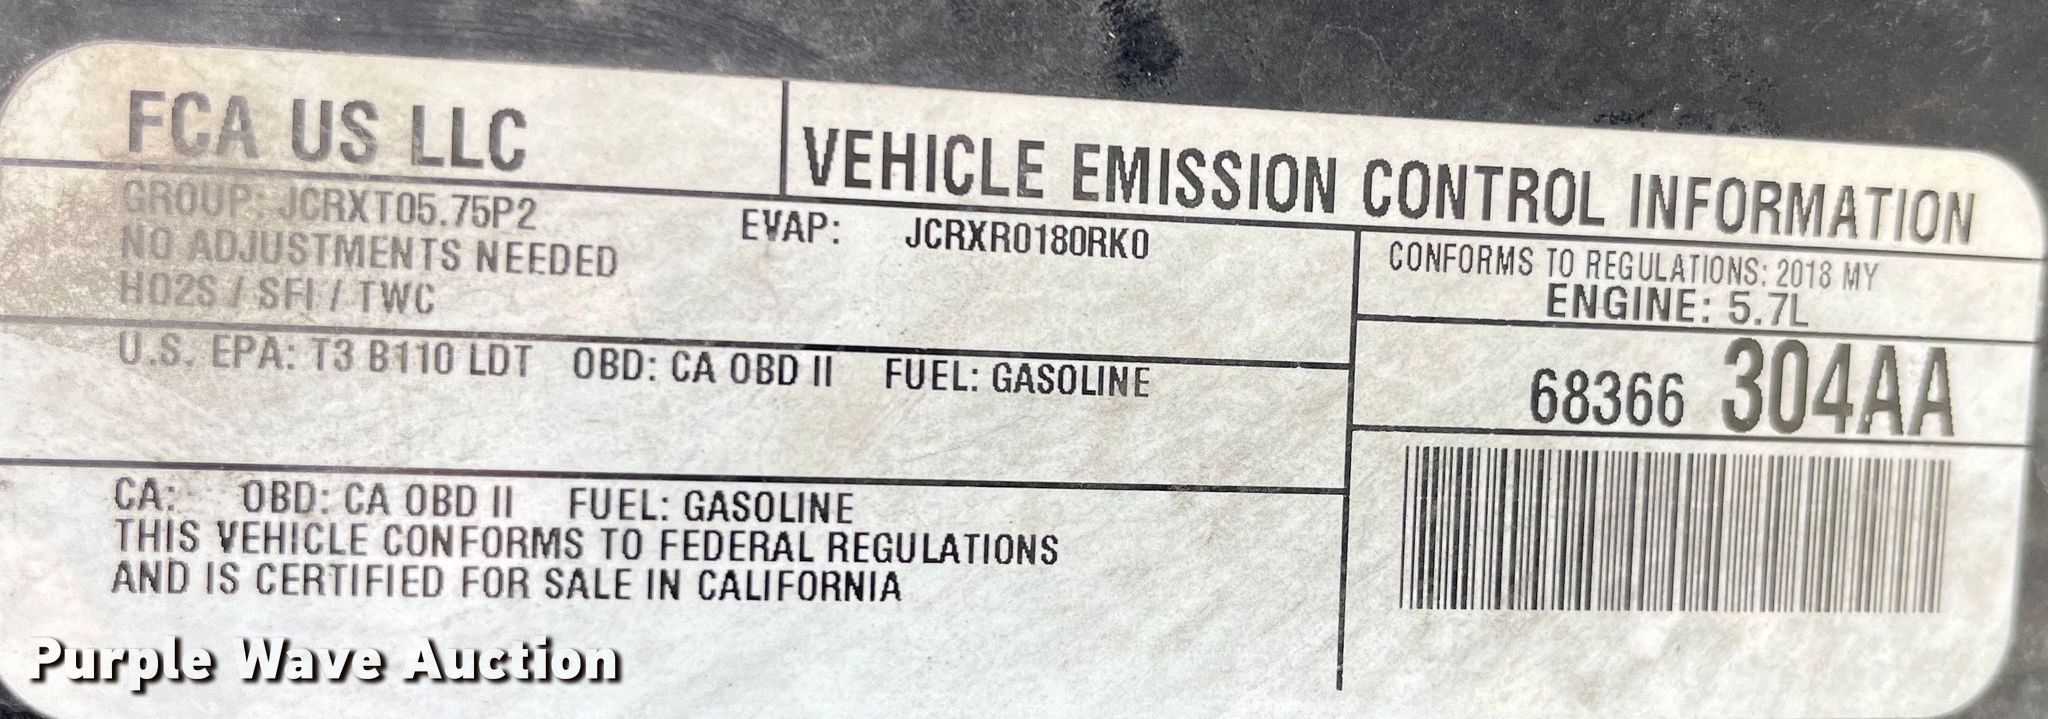 FCA US LLC
VEHICLE EMISSION CONTROL INFORMATION
GROUP: JCRXT05.75P2
EVAP: JCRXR0180RK0
NO ADJUSTMENTS NEEDED
HO2S / SFI / TWC
CONFORMS TO REGULATIONS: 2018 MY
ENGINE: 5.7L
U.S. EPA: T3 B110 LDT OBD: CA OBD II FUEL: GASOLINE
68366 304AA
CA: OBD: CA OBD II FUEL: GASOLINE
THIS VEHICLE CONFORMS TO FEDERAL REGULATIONS
AND IS CERTIFIED FOR SALE IN CALIFORNIA
Purple Wave Auction